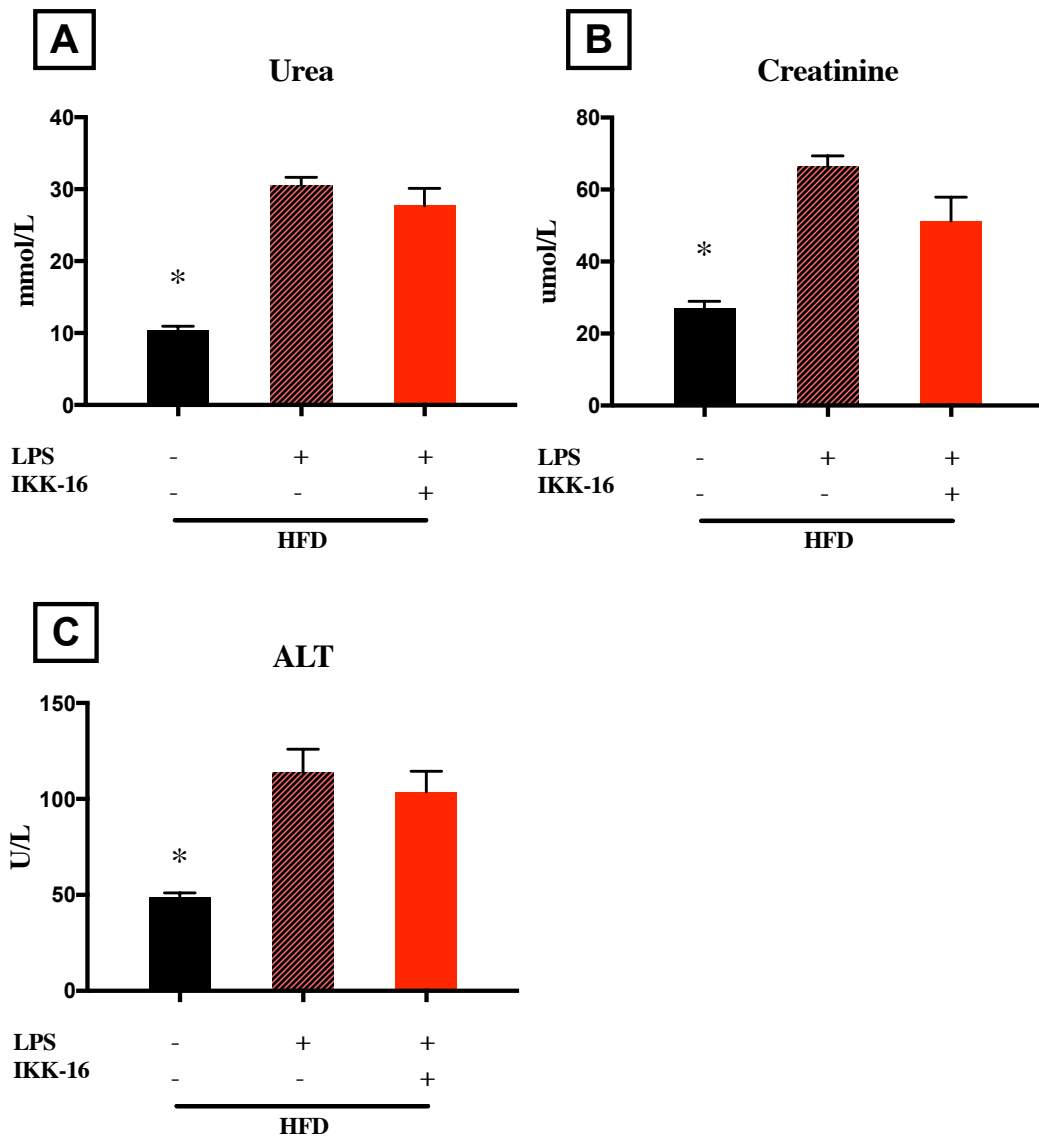 A
Urea
40
30
20
10
0
mmol/L
*
LPS - + +
IKK-16 - - +
HFD
B
Creatinine
80
60
40
20
0
umol/L
*
LPS - + +
IKK-16 - - +
HFD
C
ALT
150
100
50
0
U/L
*
LPS - + +
IKK-16 - - +
HFD